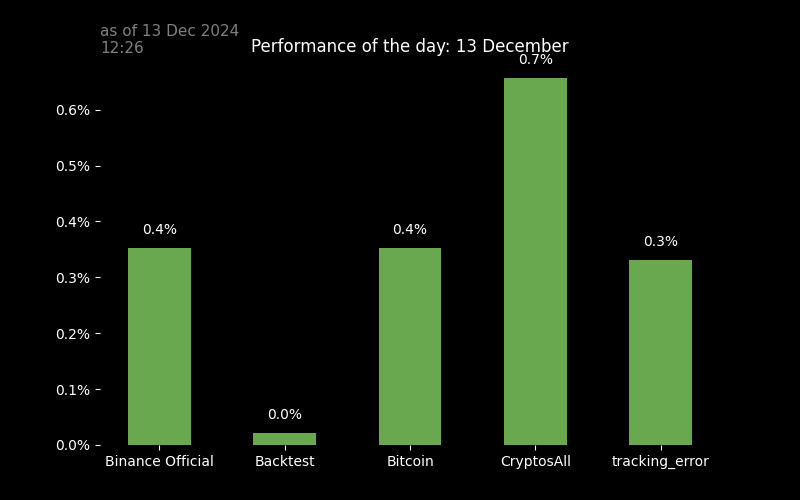 as of 13 Dec 2024
12:26
Performance of the day: 13 December
0.7%
0.6%
0.5%
0.4%
0.4%
0.4%
0.3%
0.3%
0.2%
0.1%
0.0%
0.0%
Binance Official
Backtest
Bitcoin
CryptosAll
tracking_error